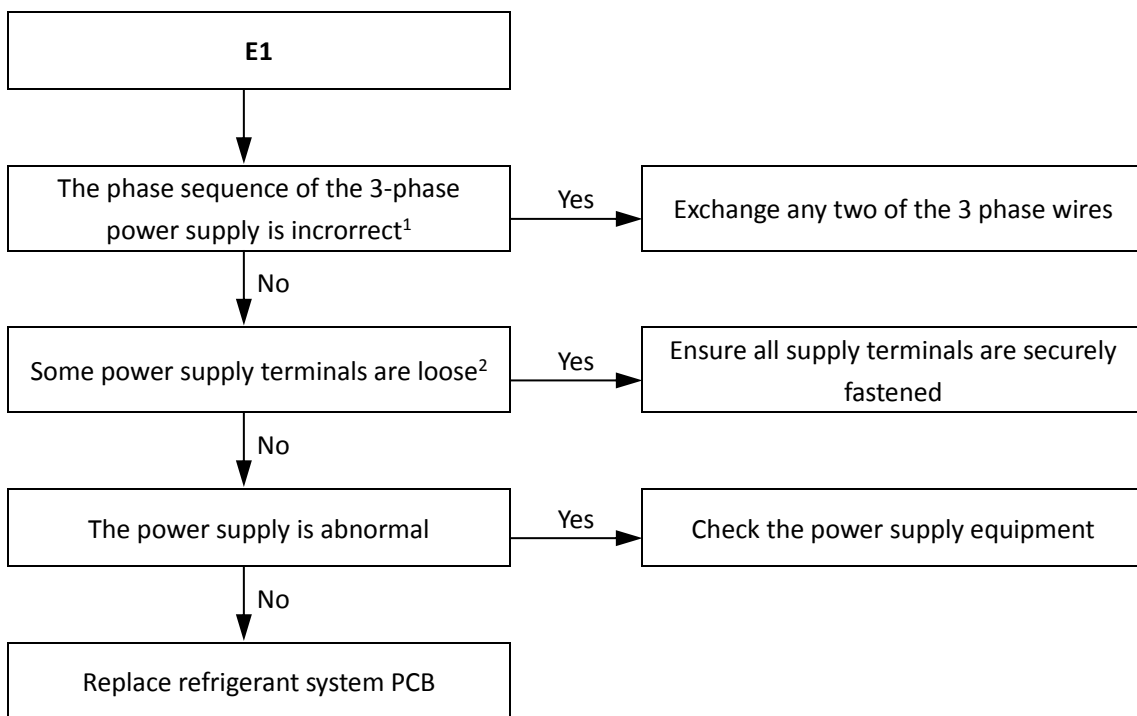 E1
The phase sequence of the 3-phase
power supply is incrorrect¹
Yes
Exchange any two of the 3 phase wires
No
Some power supply terminals are loose²
Yes
Ensure all supply terminals are securely
fastened
No
The power supply is abnormal
Yes
Check the power supply equipment
No
Replace refrigerant system PCB